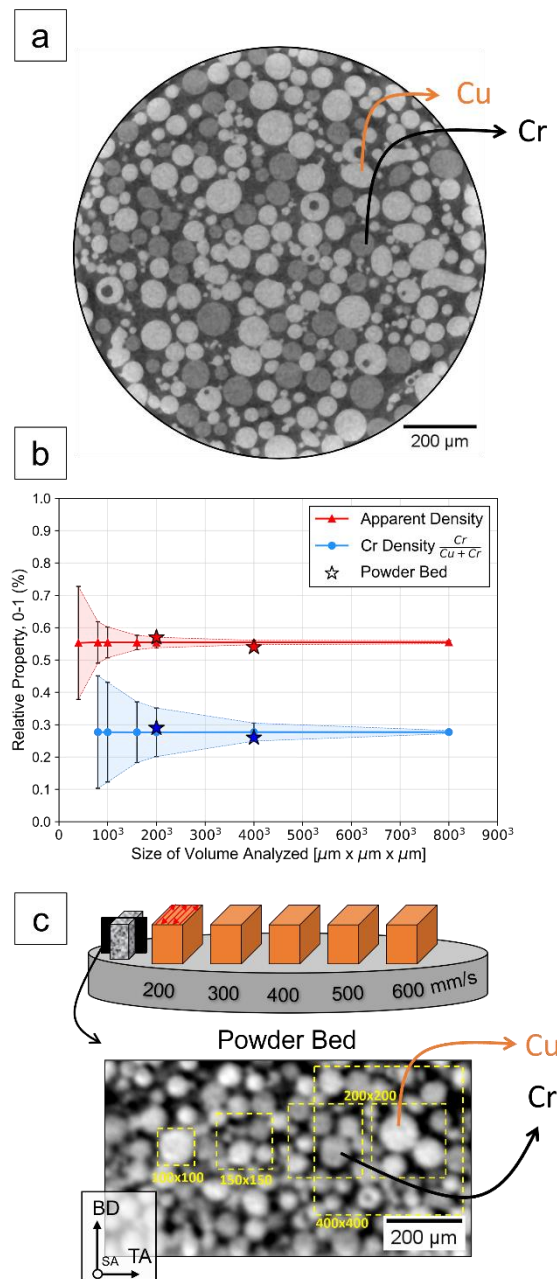 a
Cu
Cr
200 µm
b
1.0
0.9
0.8
0.7
0.6
0.5
0.4
0.3
0.2
0.1
0.0
Relative Property, 0-1 (%)
Apparent Density
Cr Density Cr/Cu + Cr
Powder Bed
0 100³ 200³ 300³ 400³ 500³ 600³ 700³ 800³ 900³
Size of Volume Analyzed [µm x µm x µm]
c
200 300 400 500 600 mm/s
Powder Bed
Cu
Cr
200x200
100x100
150x150
400x400
200 µm
BD
SA
TA